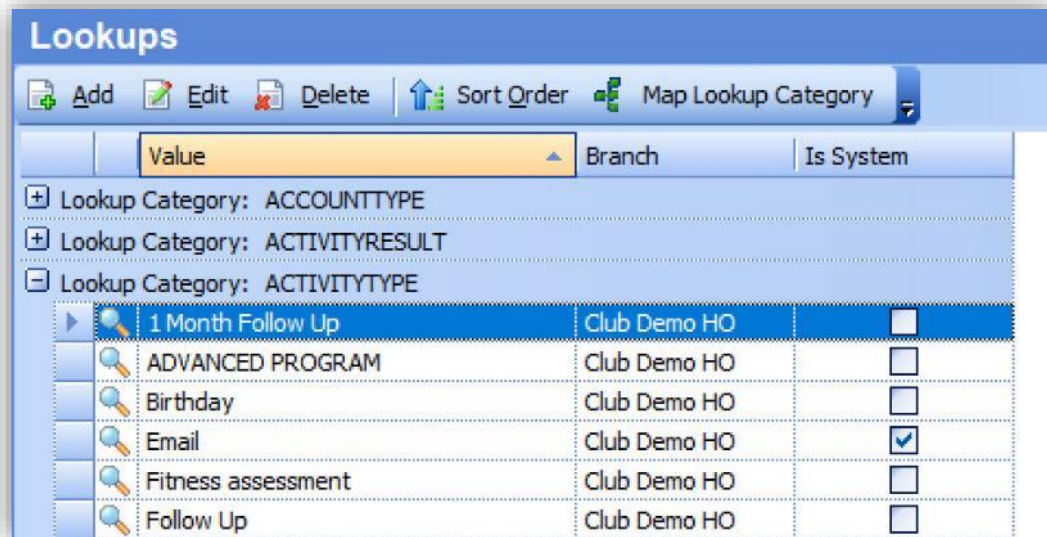 Lookups
Add Edit Delete Sort Order Map Lookup Category
Value Branch Is System
Lookup Category: ACCOUNTTYPE
Lookup Category: ACTIVITYRESULT
Lookup Category: ACTIVITYTYPE
1 Month Follow Up Club Demo HO
ADVANCED PROGRAM Club Demo HO
Birthday Club Demo HO
Email Club Demo HO
Fitness assessment Club Demo HO
Follow Up Club Demo HO